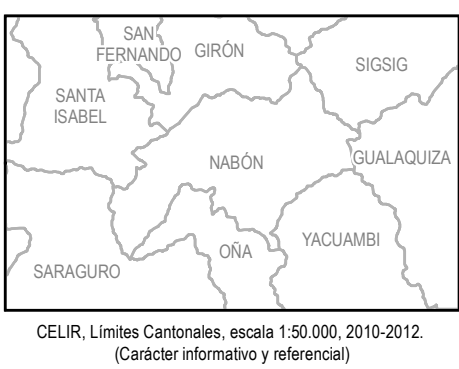 SAN
FERNANDO
GIRÓN
SIGSIG
SANTA
ISABEL
NABÓN
GUALAQUIZA
OÑA
YACUAMBI
SARAGURO
CELIR, Límites Cantonales, escala 1:50.000, 2010-2012.
(Carácter informativo y referencial)